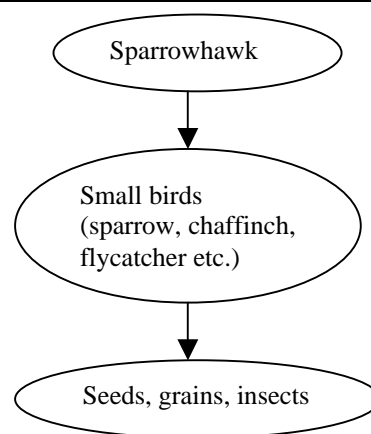 Sparrowhawk
Small birds
(sparrow, chaffinch,
flycatcher etc.)
Seeds, grains, insects